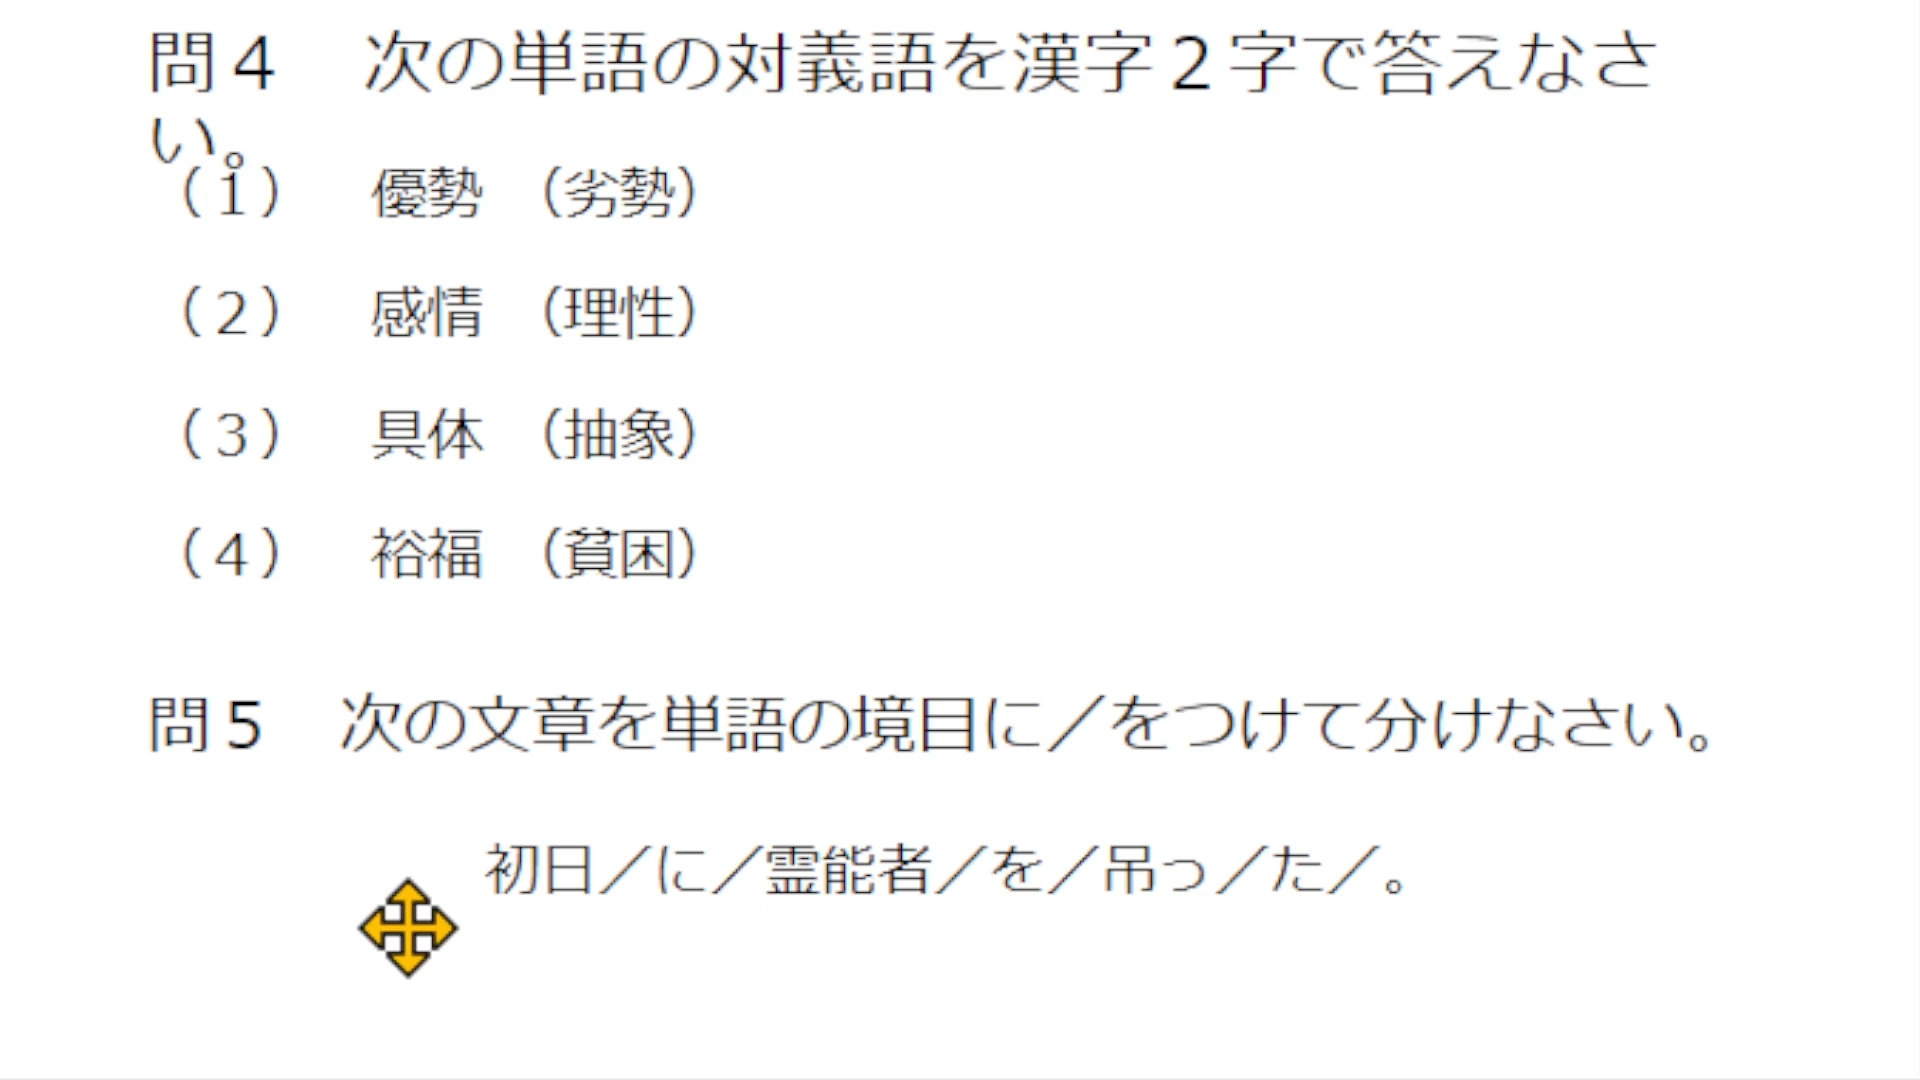 問４　次の単語の対義語を漢字２字で答えなさ
い。
（１）　優勢　（劣勢）
（２）　感情　（理性）
（３）　具体　（抽象）
（４）　裕福　（貧困）
問５　次の文章を単語の境目に／をつけて分けなさい。
初日／に／霊能者／を／吊っ／た／。